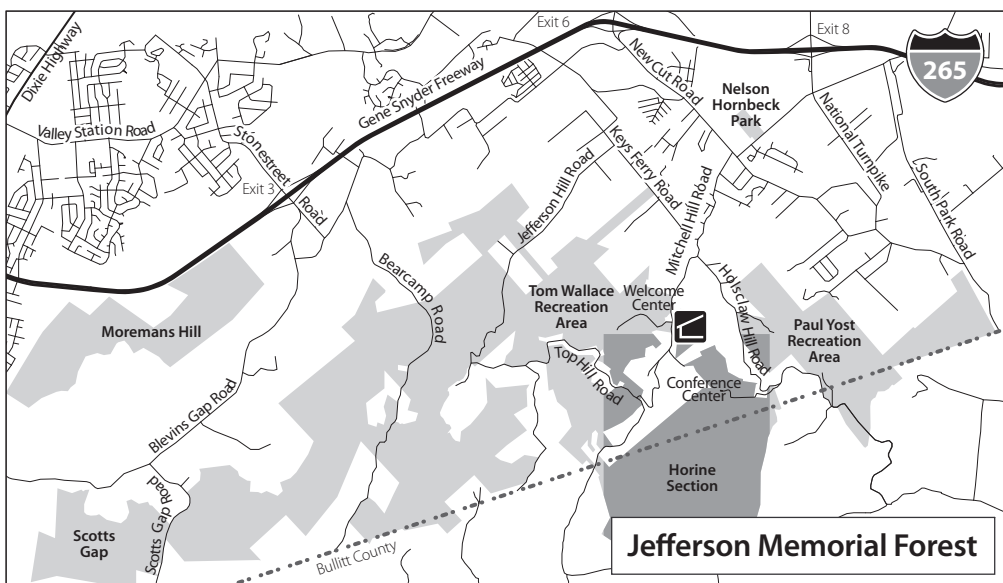 Exit 6
Exit 8
Dixie Highway
265
Gene Snyder Freeway
New Cut Road
Nelson
Hornbeck
Park
Valley Station Road
Stonestreet
Road
Keys Ferry Road
National Turnpike
Exit 3
South Park Road
Jefferson Hill Road
Mitchell Hill Road
Bearcamp Road
Holsclaw Hill Road
Tom Wallace
Recreation
Area
Welcome
Center
Moremans Hill
Paul Yost
Recreation
Area
Top Hill Road
Conference
Center
Blevins Gap Road
Horine
Section
Scotts Gap Road
Scotts
Gap
Bullitt County
Jefferson Memorial Forest